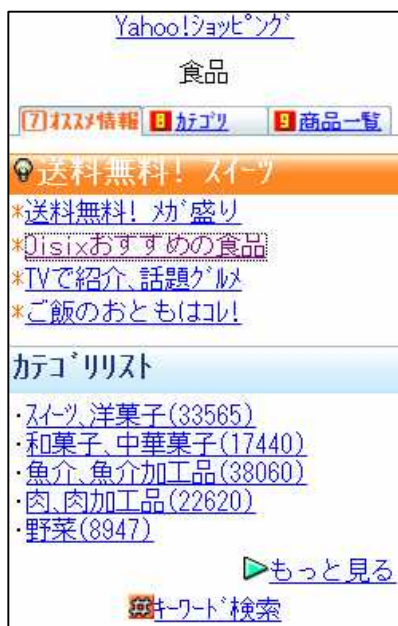 Yahoo!ｼｮｯﾋﾟﾝｸﾞ
食品
7ｵｽｽﾒ情報 8ｶﾃｺﾞﾘ 9商品一覧
送料無料! ｽｲｰﾂ
*送料無料! ﾒｶﾞ盛り
*Oisixおすすめの食品
*TVで紹介、話題ｸﾞﾙﾒ
*ご飯のおともはｺﾚ!
ｶﾃｺﾞﾘﾘｽﾄ
･ｽｲｰﾂ､洋菓子(33565)
･和菓子､中華菓子(17440)
･魚介､魚介加工品(38060)
･肉､肉加工品(22620)
･野菜(8947)
もっと見る
#ｷｰﾜｰﾄﾞ検索